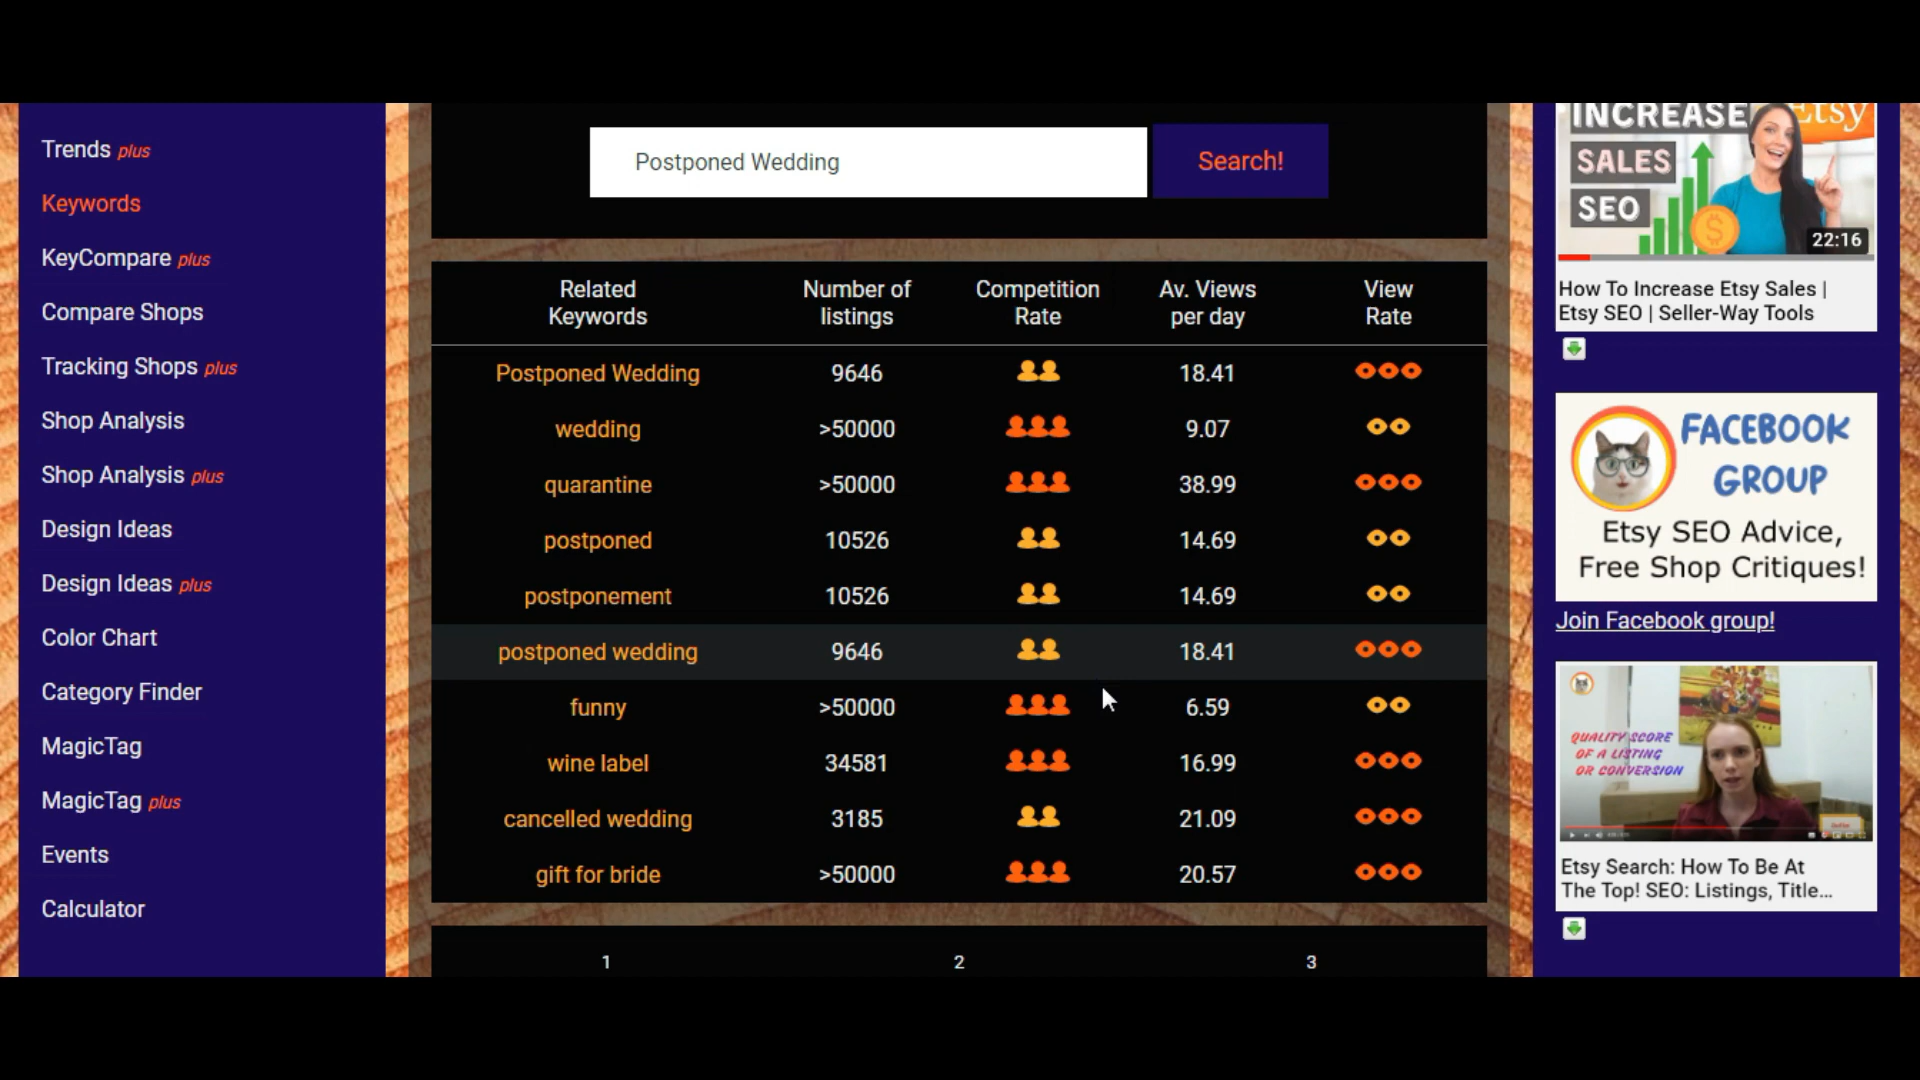 Trends plus
Keywords
KeyCompare plus
Compare Shops
Tracking Shops plus
Shop Analysis
Shop Analysis plus
Design Ideas
Design Ideas plus
Color Chart
Category Finder
MagicTag
MagicTag plus
Events
Calculator
Postponed Wedding
Search!
Related Keywords
Number of listings
Competition Rate
Av. Views per day
View Rate
Postponed Wedding 9646 18.41
wedding >50000 9.07
quarantine >50000 38.99
postponed 10526 14.69
postponement 10526 14.69
postponed wedding 9646 18.41
funny >50000 6.59
wine label 34581 16.99
cancelled wedding 3185 21.09
gift for bride >50000 20.57
1 2 3
INCREASE Etsy
SALES
SEO
22:16
How To Increase Etsy Sales |
Etsy SEO | Seller-Way Tools
FACEBOOK
GROUP
Etsy SEO Advice,
Free Shop Critiques!
Join Facebook group!
QUALITY SCORE
OF A LISTING
OR CONVERSION
Etsy Search: How To Be At
The Top! SEO: Listings, Title...